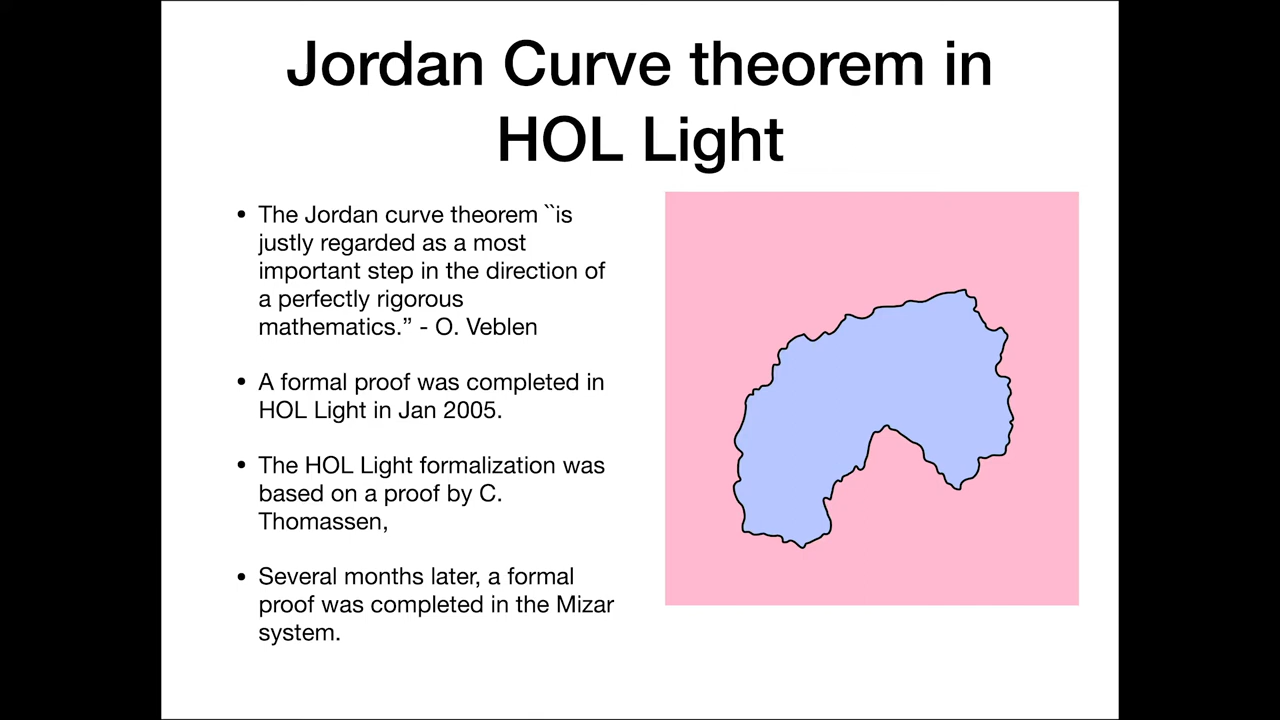 Jordan Curve theorem in
HOL Light
• The Jordan curve theorem ``is
justly regarded as a most
important step in the direction of
a perfectly rigorous
mathematics.” - O. Veblen
• A formal proof was completed in
HOL Light in Jan 2005.
• The HOL Light formalization was
based on a proof by C.
Thomassen,
• Several months later, a formal
proof was completed in the Mizar
system.